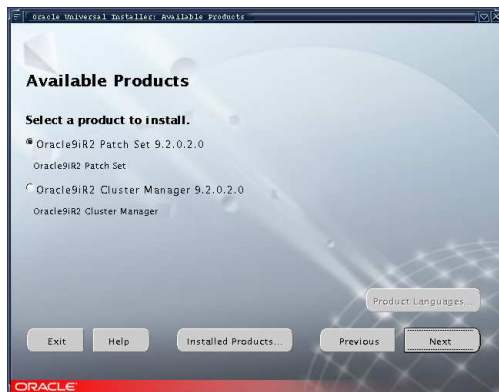 Oracle Universal Installer: Available Products
Available Products
Select a product to install.
Oracle9iR2 Patch Set 9.2.0.2.0
Oracle9iR2 Patch Set
Oracle9iR2 Cluster Manager 9.2.0.2.0
Oracle9iR2 Cluster Manager
Product Languages...
Exit
Help
Installed Products...
Previous
Next
ORACLE